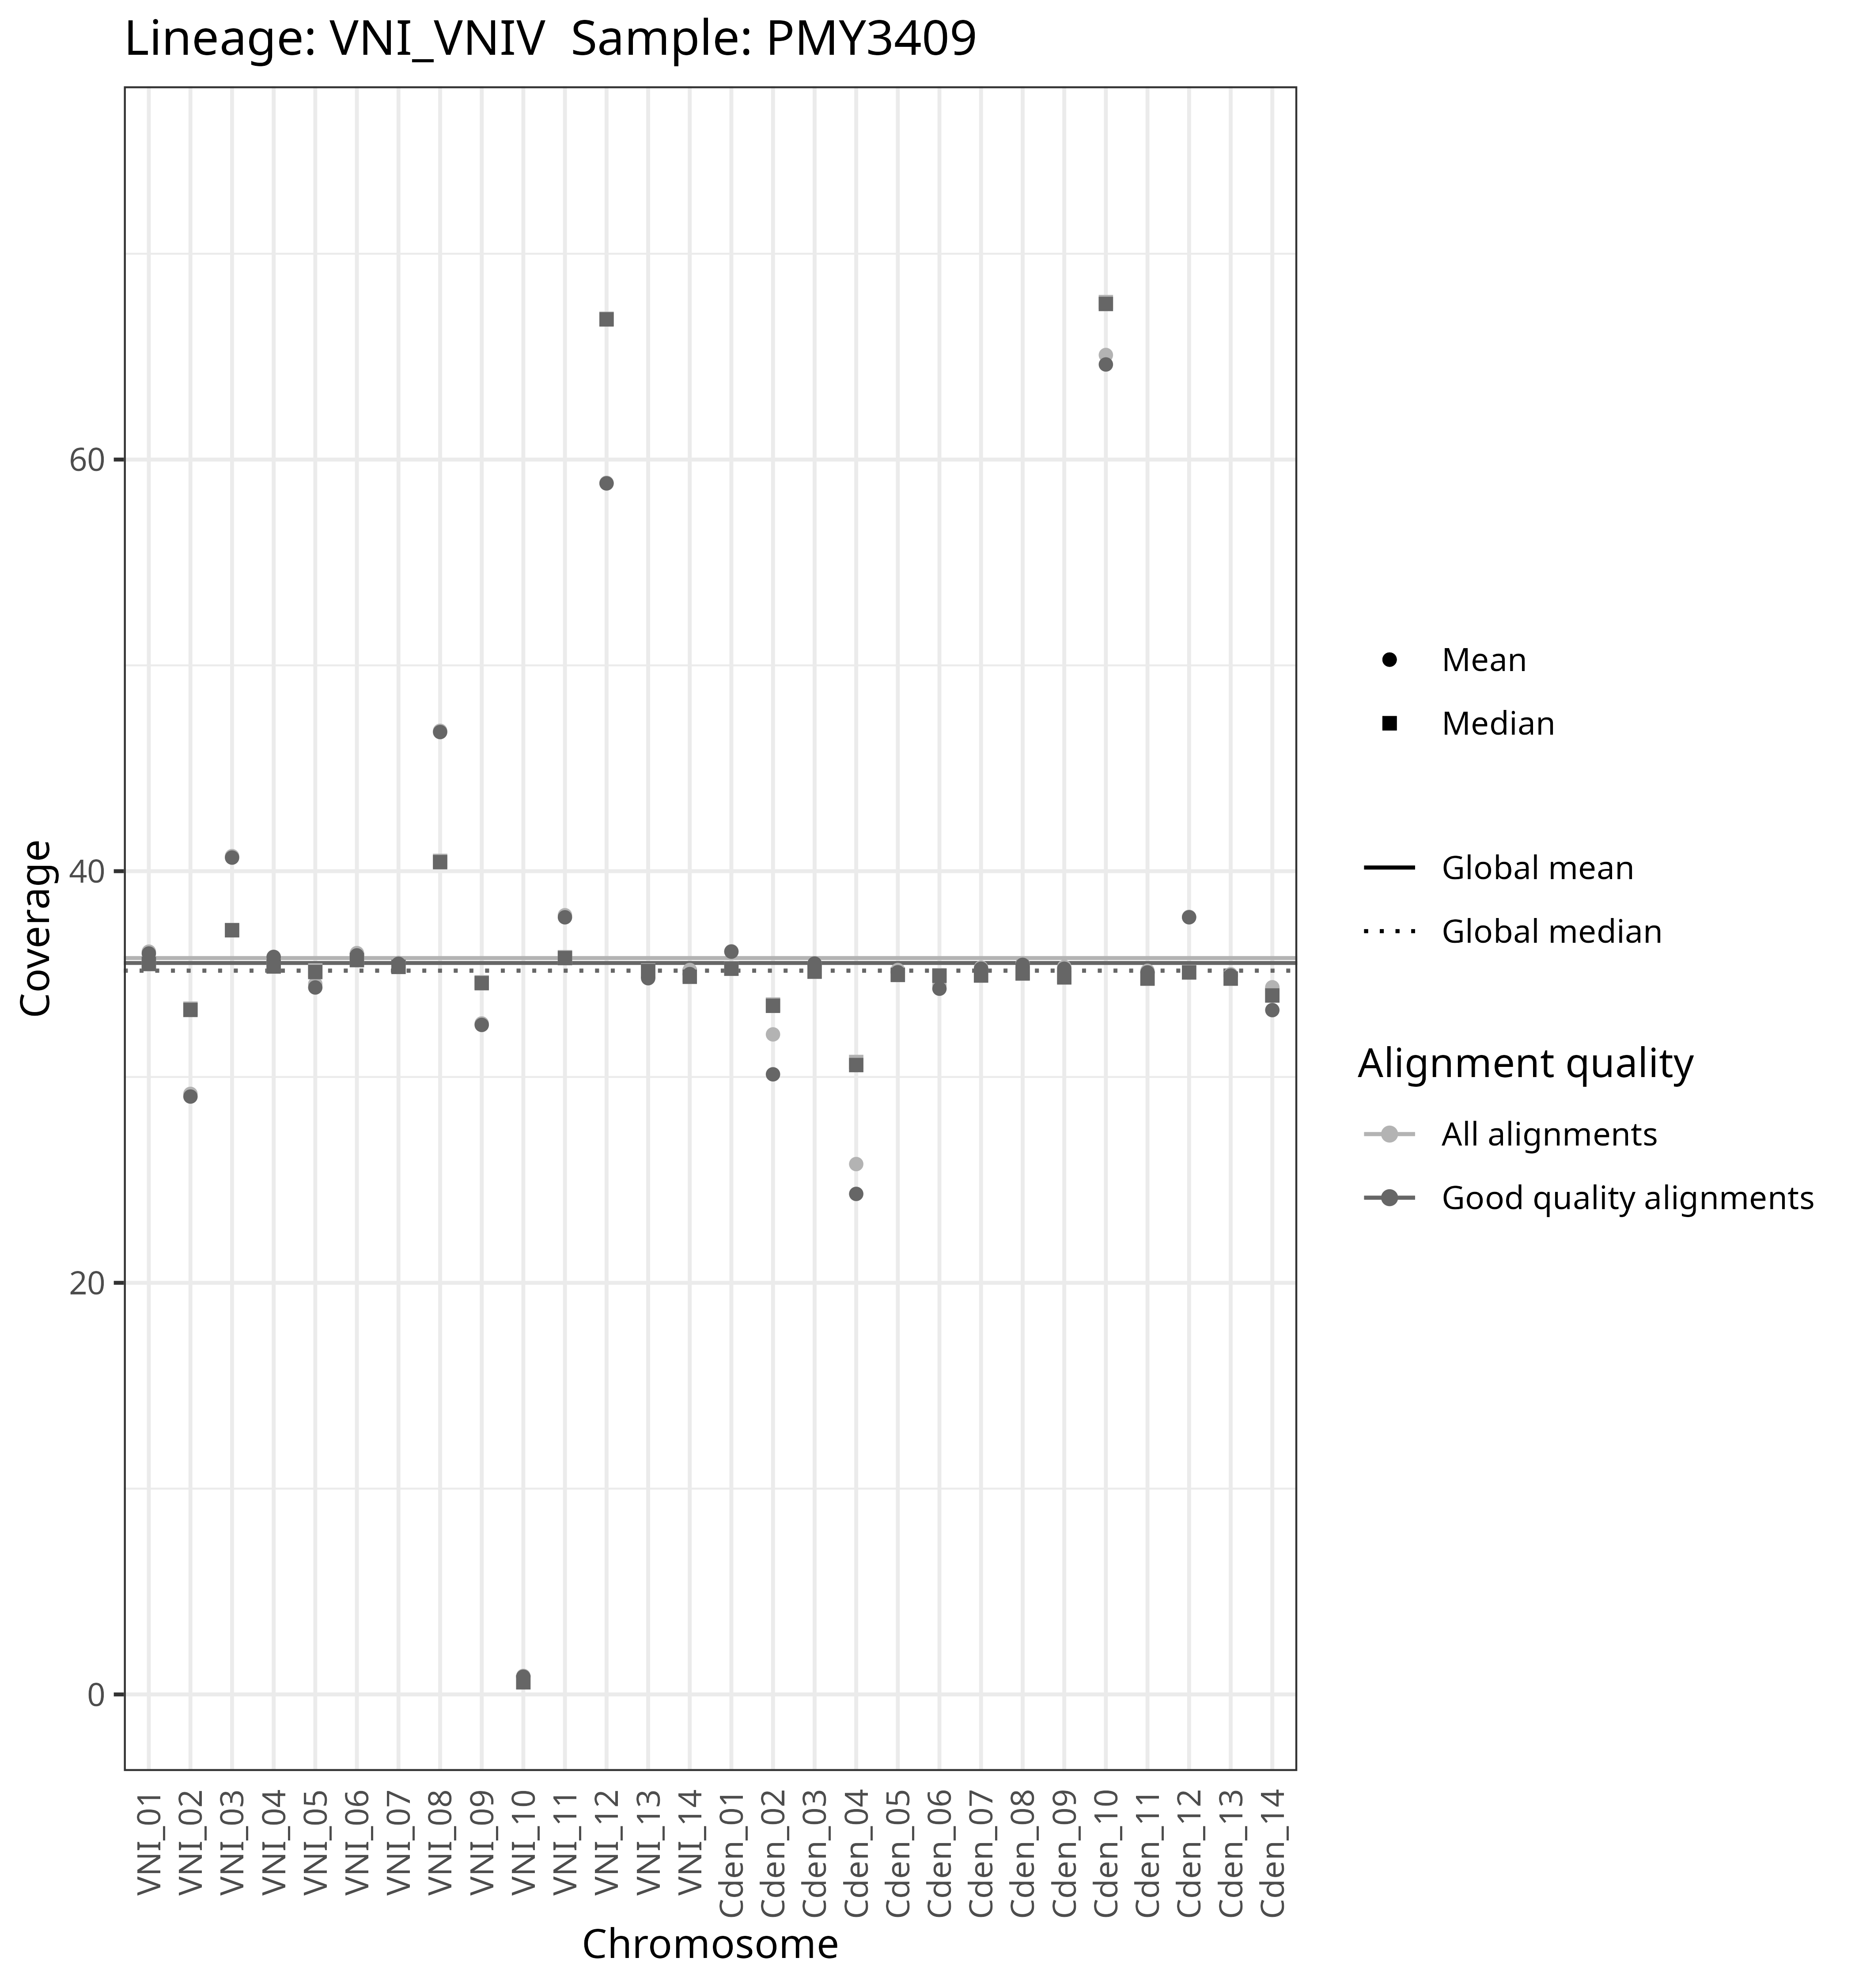 Lineage: VNI_VNIV  Sample: PMY3409
Coverage
60
40
20
0
VNI_01
VNI_02
VNI_03
VNI_04
VNI_05
VNI_06
VNI_07
VNI_08
VNI_09
VNI_10
VNI_11
VNI_12
VNI_13
VNI_14
Cden_01
Cden_02
Cden_03
Cden_04
Cden_05
Cden_06
Cden_07
Cden_08
Cden_09
Cden_10
Cden_11
Cden_12
Cden_13
Cden_14
Chromosome
Mean
Median
Global mean
Global median
Alignment quality
All alignments
Good quality alignments